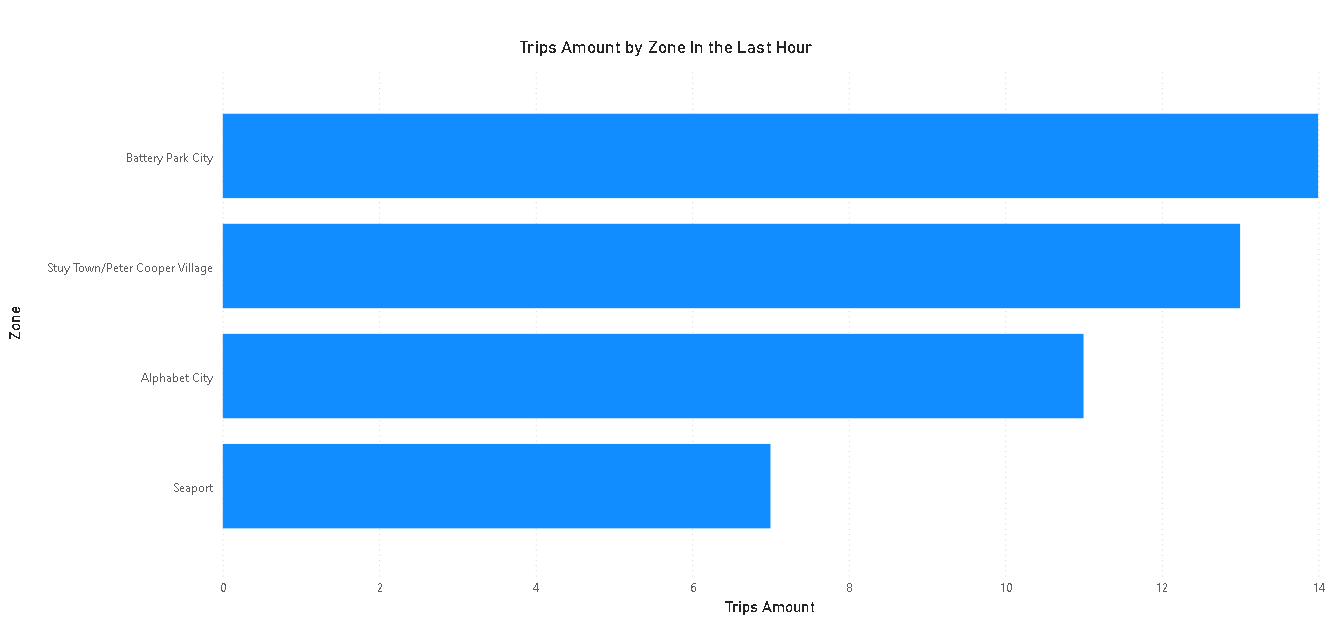 Trips Amount by Zone In the Last Hour
Battery Park City
Stuy Town/Peter Cooper Village
Zone
Alphabet City
Seaport
0 2 4 6 8 10 12 14
Trips Amount